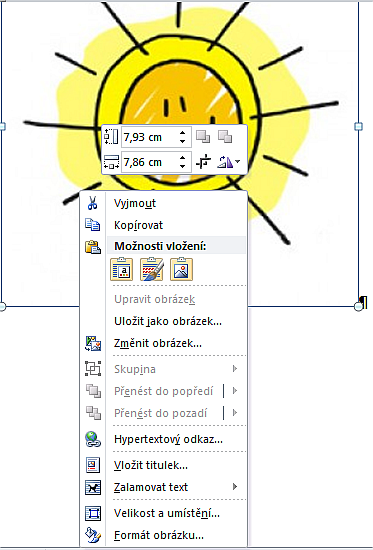 7,93 cm
7,86 cm
Vyjmout
Kopírovat
Možnosti vložení:
Upravit obrázek
Uložit jako obrázek...
Změnit obrázek...
Skupina
Přenést do popředí
Přenést do pozadí
Hypertextový odkaz...
Vložit titulek...
Zalamovat text
Velikost a umístění...
Formát obrázku...